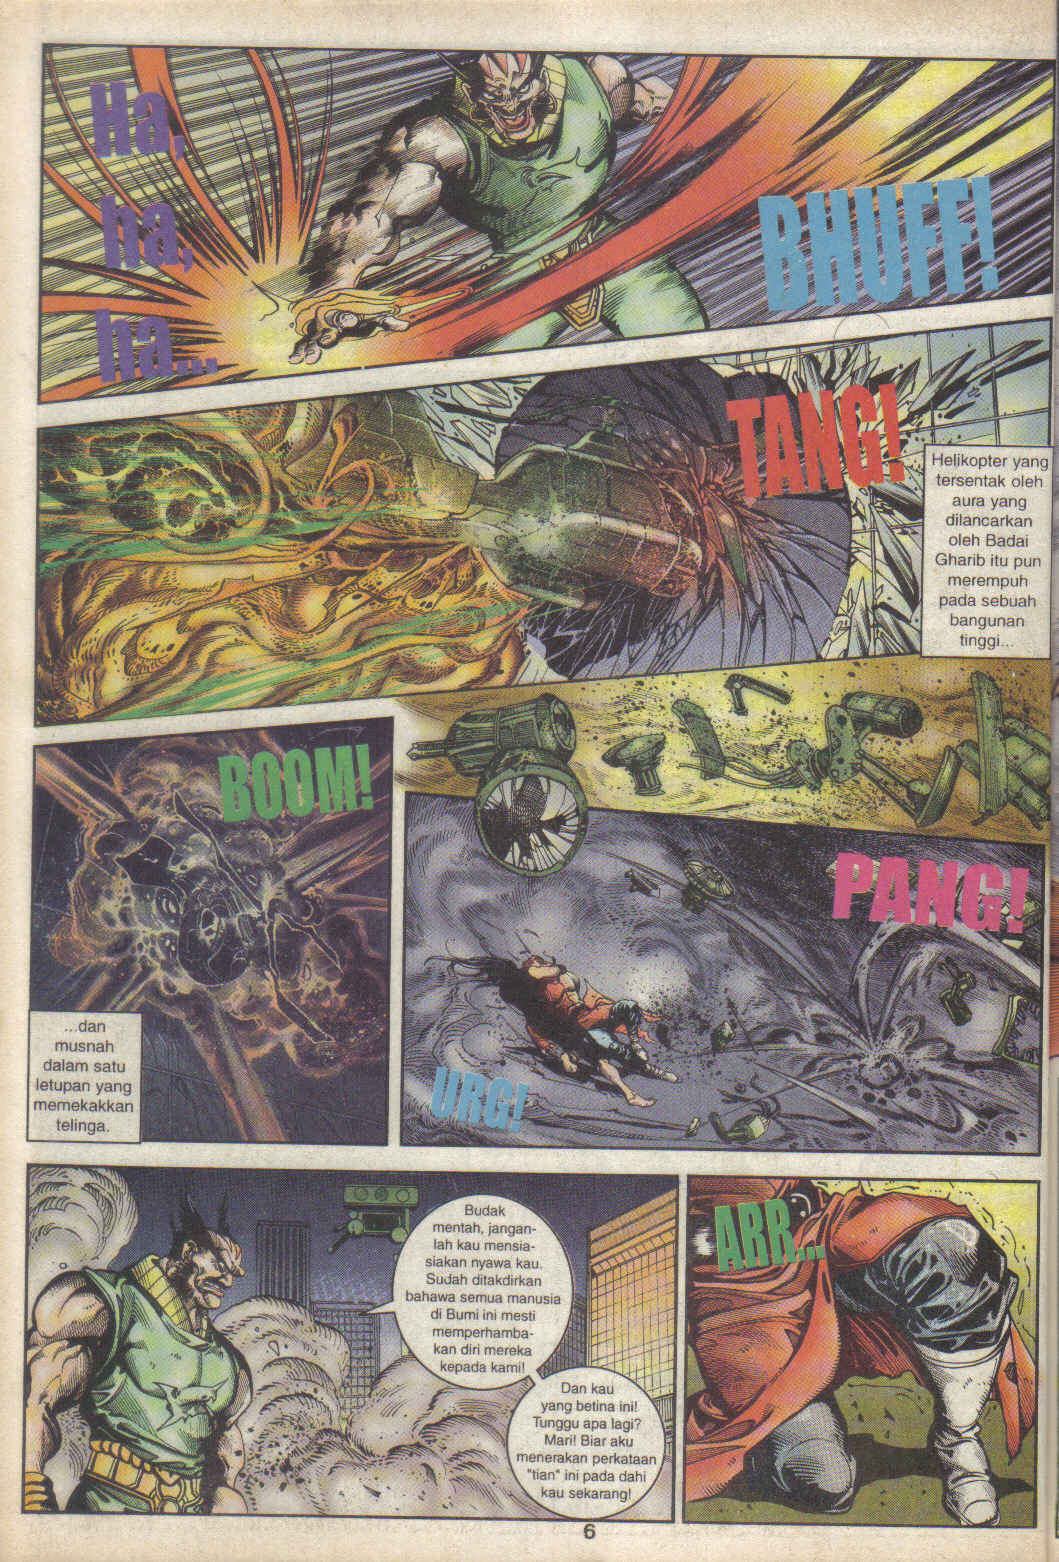 Ha,
ha,
ha...
BHUFF!
TANG!
Helikopter yang
tersentak oleh
aura yang
dilancarkan
oleh Badai
Gharib itu pun
merempuh
pada sebuah
bangunan
tinggi...
BOOM!
...dan
musnah
dalam satu
letupan yang
memekakkan
telinga.
PANG!
URG!
Budak
mentah, jangan-
lah kau mensia-
siakan nyawa kau.
Sudah ditakdirkan
bahawa semua manusia
di Bumi ini mesti
memperhamba-
kan diri mereka
kepada kami!
Dan kau
yang betina ini!
Tunggu apa lagi?
Mari! Biar aku
menerakan perkataan
"tian" ini pada dahi
kau sekarang!
ARR...
6